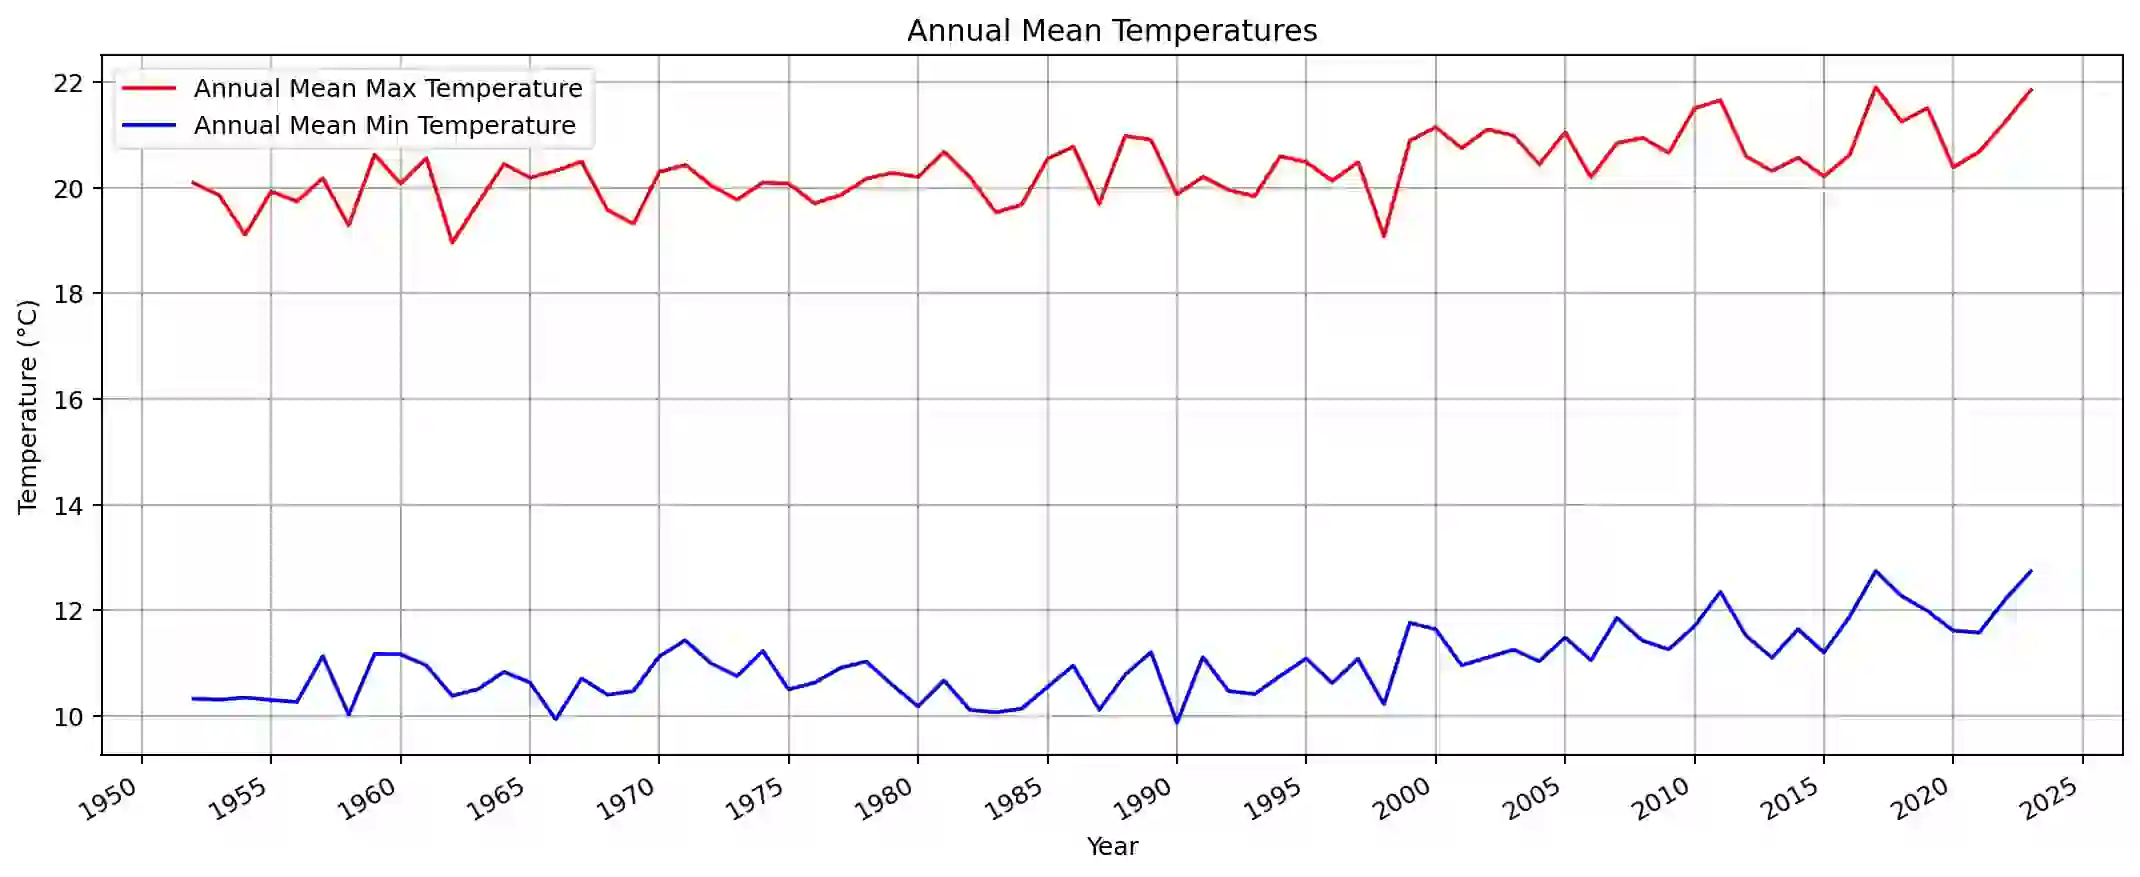 Annual Mean Temperatures
Annual Mean Max Temperature
Annual Mean Min Temperature
Temperature (°C)
22
20
18
16
14
12
10
1950 1955 1960 1965 1970 1975 1980 1985 1990 1995 2000 2005 2010 2015 2020 2025
Year